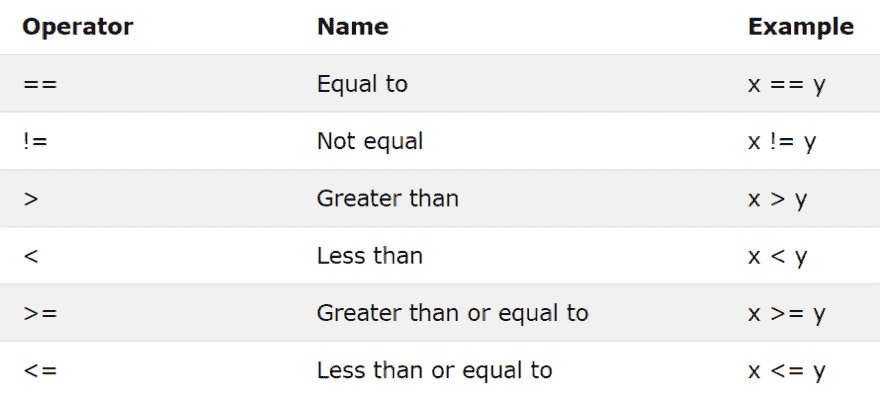 Operator Name Example
== Equal to x == y
!= Not equal x != y
> Greater than x > y
< Less than x < y
>= Greater than or equal to x >= y
<= Less than or equal to x <= y